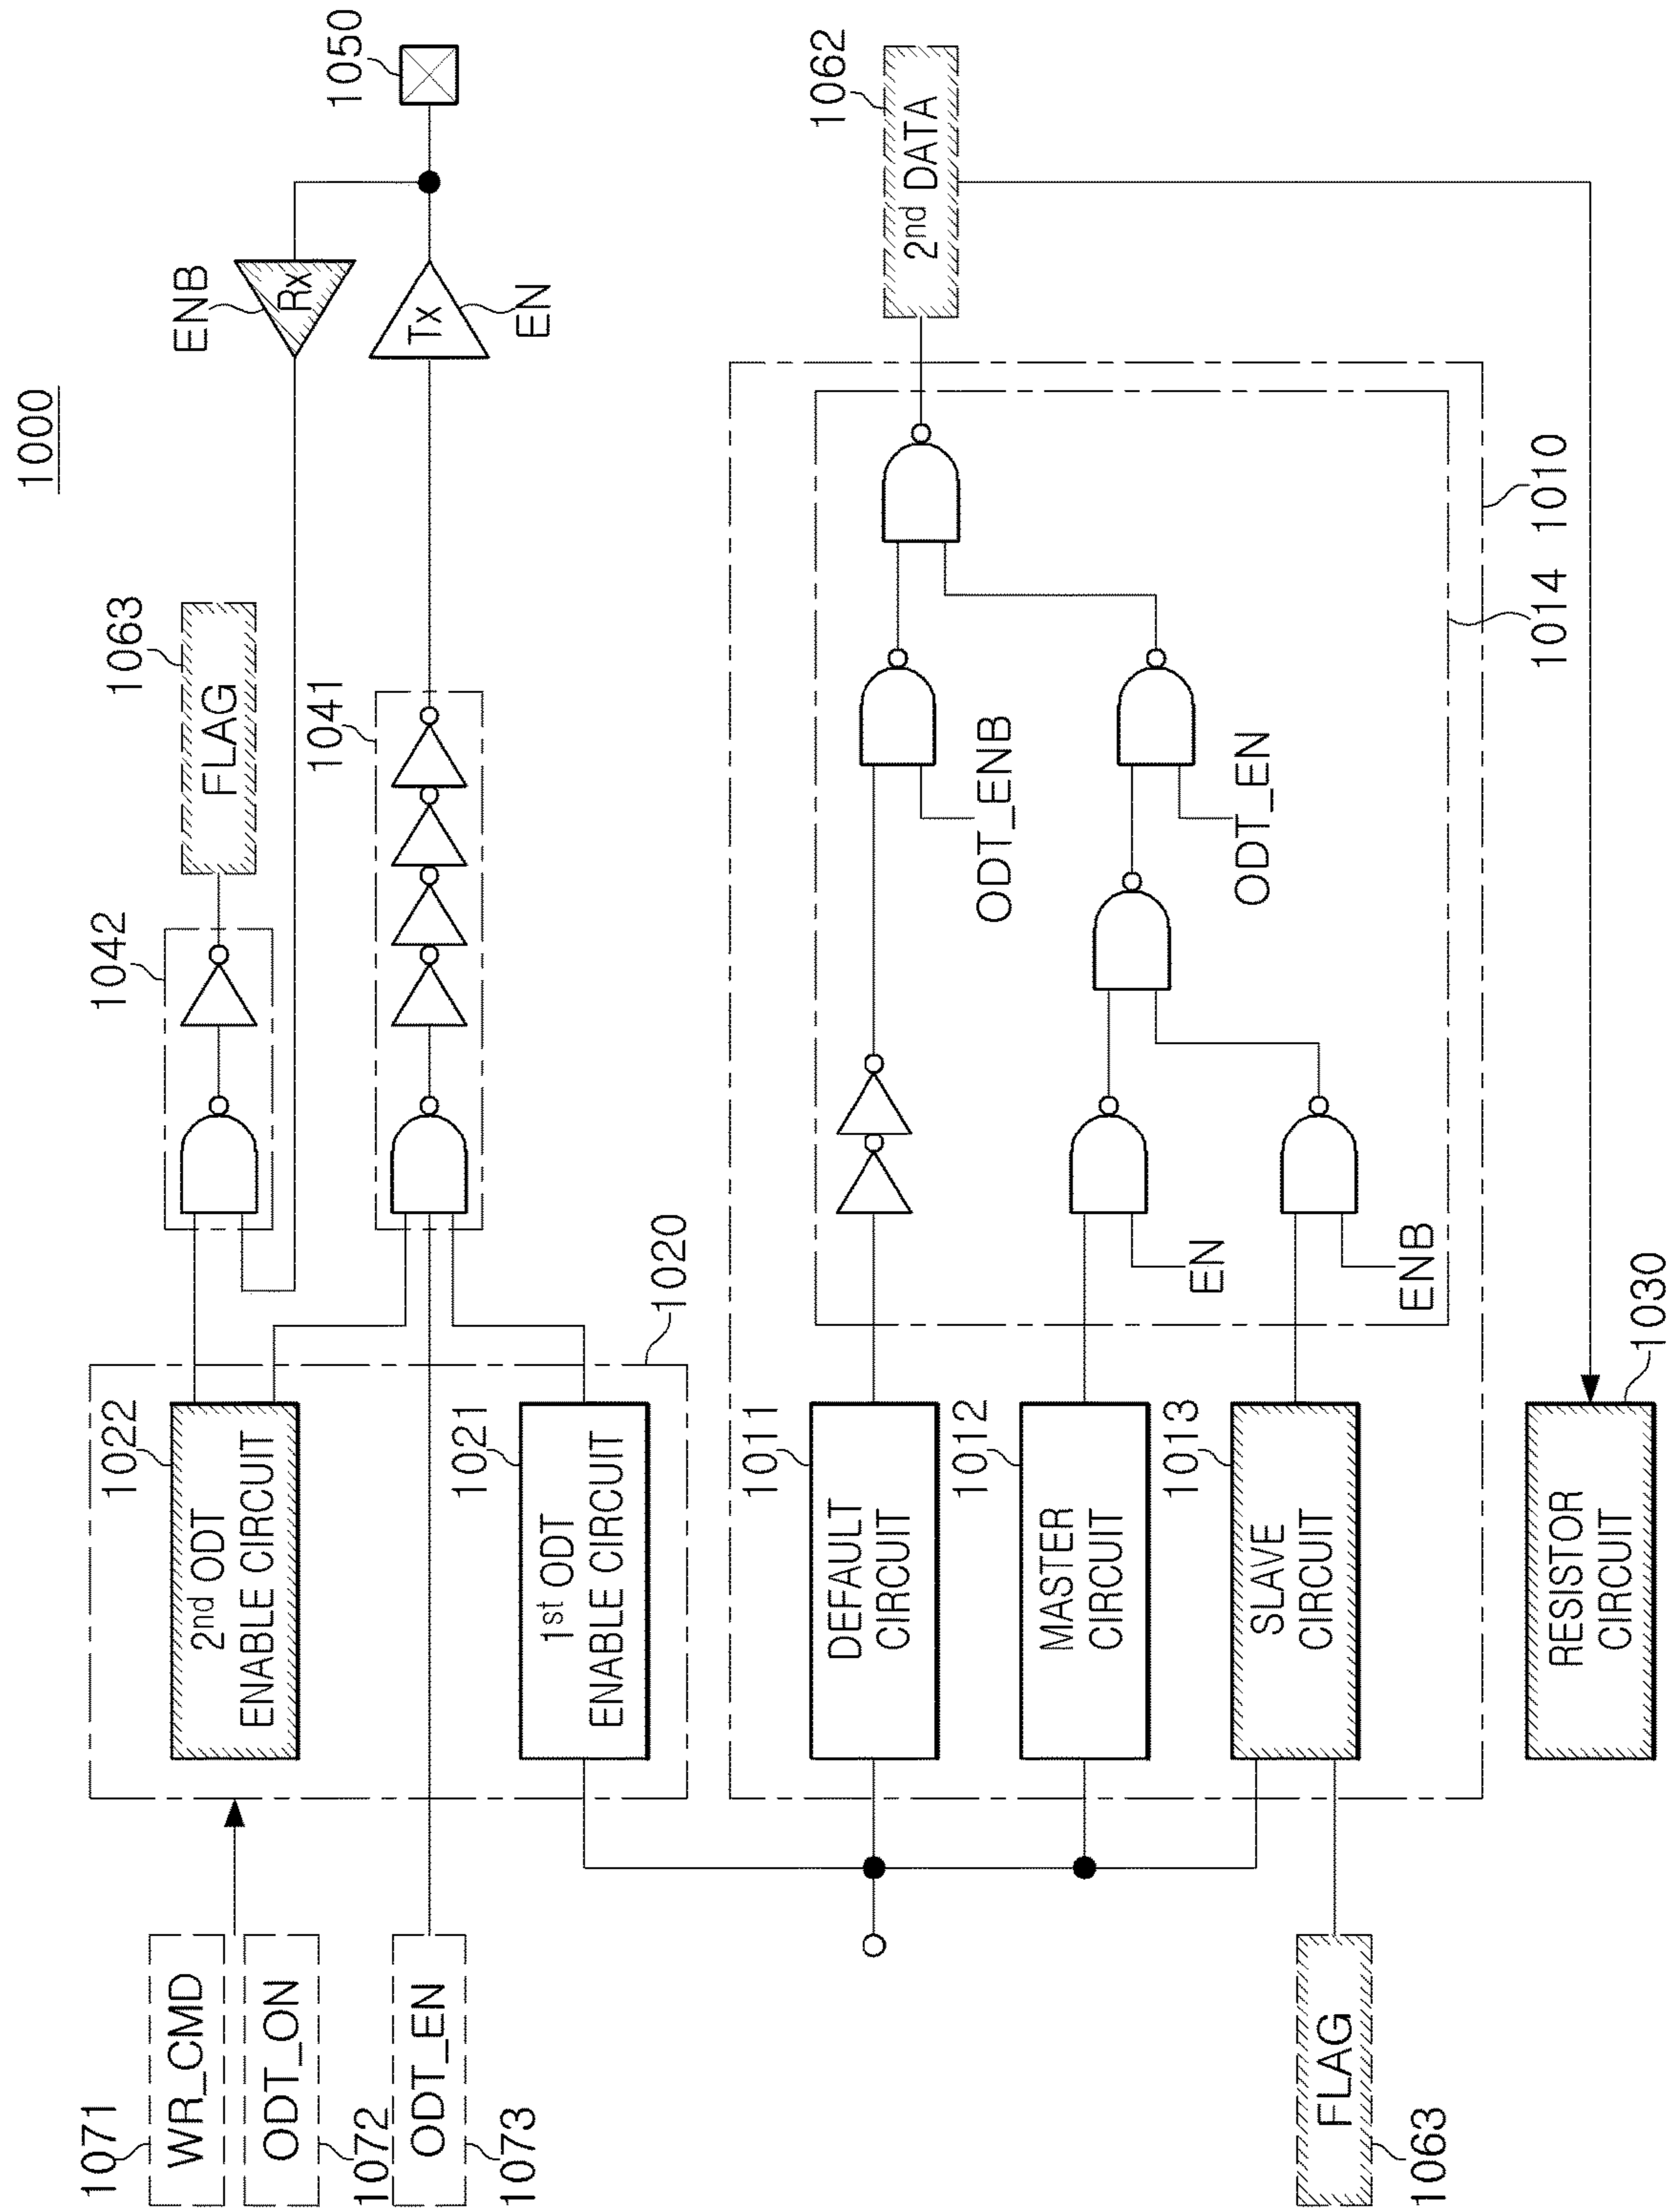 1000
1071
WR_CMD
1072
ODT_ON
1073
ODT_EN
1022
2nd ODT
ENABLE CIRCUIT
1021
1st ODT
ENABLE CIRCUIT
1020
1042
1063
FLAG
1041
ENB
Rx
Tx
EN
1050
1011
DEFAULT
CIRCUIT
1012
MASTER
CIRCUIT
1013
SLAVE
CIRCUIT
EN
ENB
ODT_ENB
ODT_EN
1014
1010
1062
2nd DATA
1063
FLAG
RESISTOR
CIRCUIT
1030